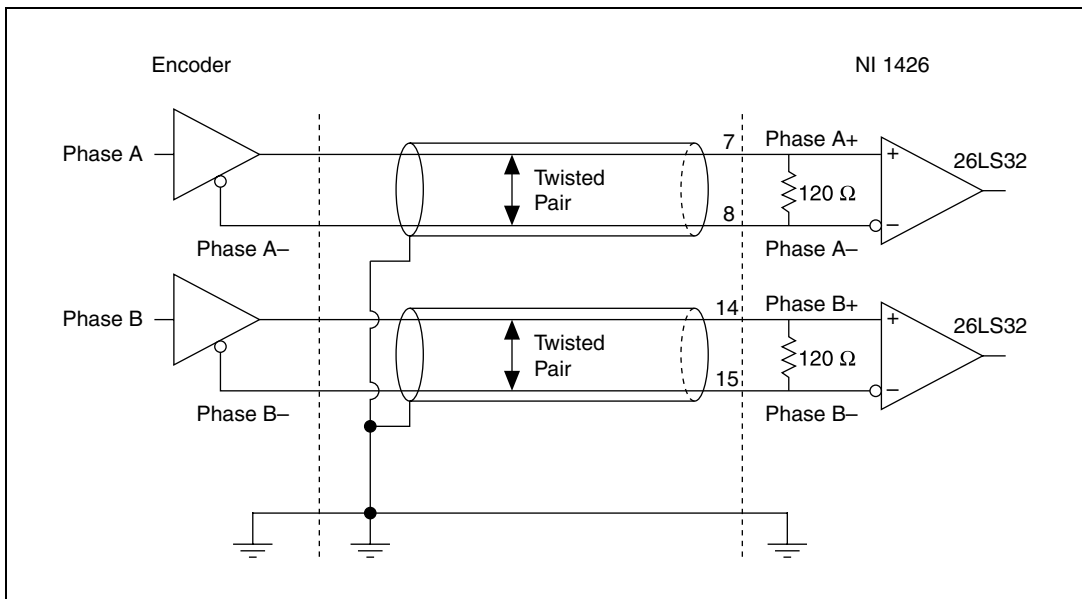 Encoder
NI 1426
Phase A
7
Phase A+
26LS32
Twisted
Pair
120 Ω
8
Phase A–
Phase A–
+
–
Phase B
14
Phase B+
26LS32
Twisted
Pair
120 Ω
15
Phase B–
Phase B–
+
–